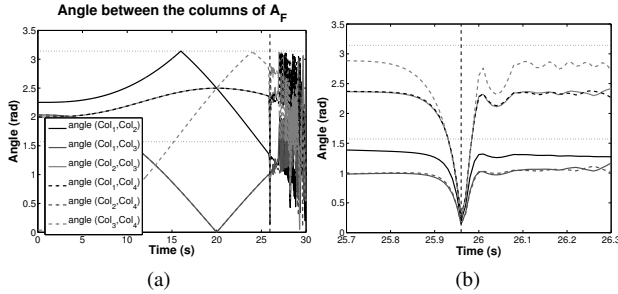 Angle between the columns of A_F
Angle (rad)
3.5
3
2.5
2
1.5
1
0.5
0
angle (Col₁,Col₂)
angle (Col₁,Col₃)
angle (Col₂,Col₃)
angle (Col₁,Col₄)
angle (Col₂,Col₄)
angle (Col₃,Col₄)
0 5 10 15 20 25 30
Time (s)
(a)
Angle (rad)
3.5
3
2.5
2
1.5
1
0.5
0
25.7 25.8 25.9 26 26.1 26.2 26.3
Time (s)
(b)